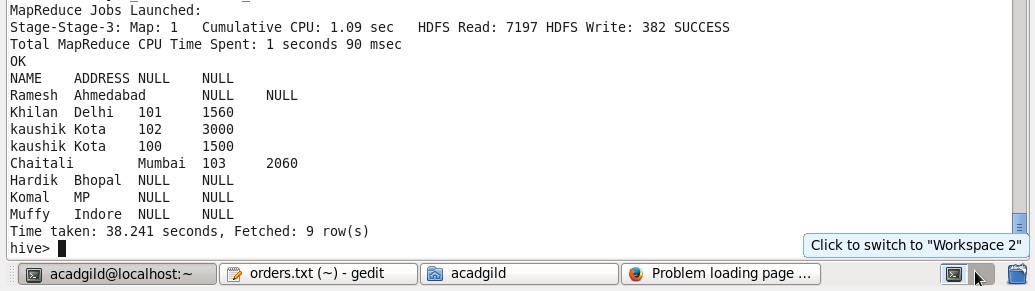 MapReduce Jobs Launched:
Stage-Stage-3: Map: 1   Cumulative CPU: 1.09 sec   HDFS Read: 7197 HDFS Write: 382 SUCCESS
Total MapReduce CPU Time Spent: 1 seconds 90 msec
OK
NAME    ADDRESS NULL    NULL
Ramesh  Ahmedabad       NULL    NULL
Khilan  Delhi   101     1560
kaushik Kota    102     3000
kaushik Kota    100     1500
Chaitali        Mumbai  103     2060
Hardik  Bhopal  NULL    NULL
Komal   MP      NULL    NULL
Muffy   Indore  NULL    NULL
Time taken: 38.241 seconds, Fetched: 9 row(s)
hive>
Click to switch to "Workspace 2"
acadgild@localhost:~
orders.txt (~) - gedit
acadgild
Problem loading page ...